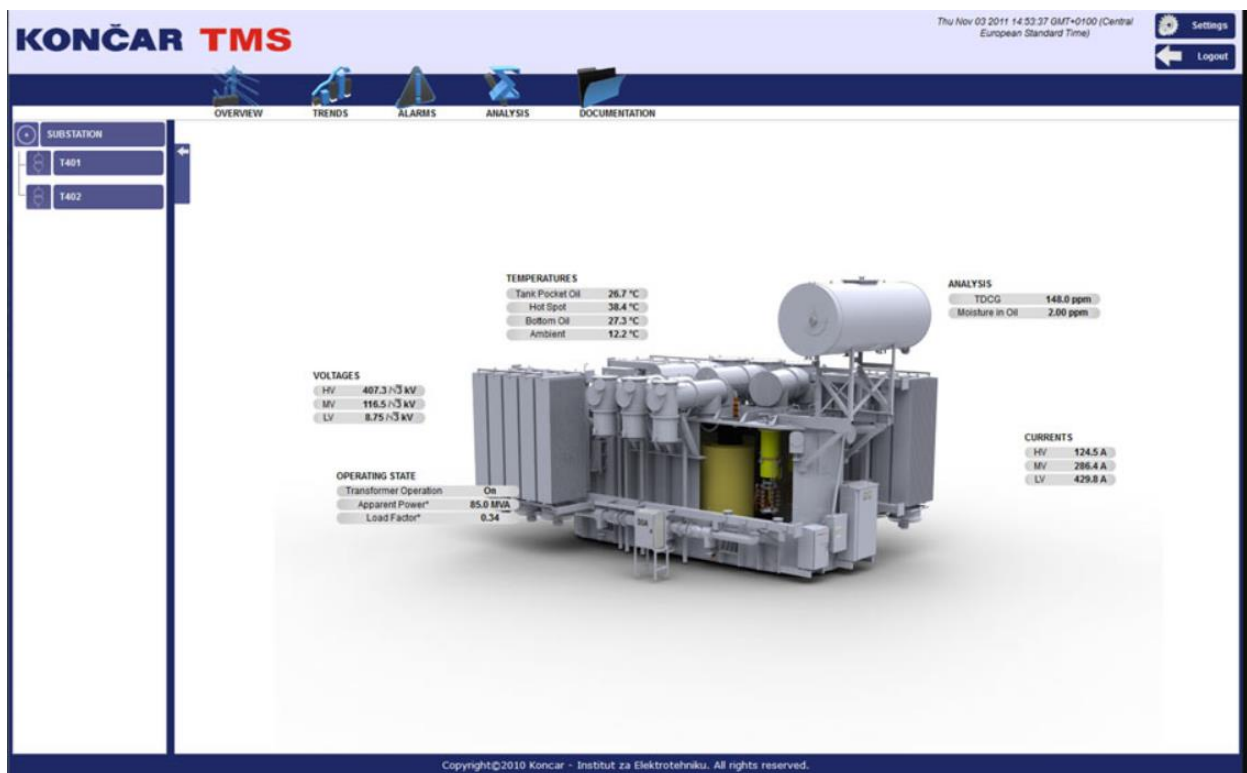 KONČAR TMS
Thu Nov 03 2011 14:53:37 GMT+0100 (Central
European Standard Time)
Settings
Logout
OVERVIEW TRENDS ALARMS ANALYSIS DOCUMENTATION
SUBSTATION
T401
T402
TEMPERATURES
Tank Pocket Oil 26.7 °C
Hot Spot 38.4 °C
Bottom Oil 27.3 °C
Ambient 12.2 °C
ANALYSIS
TDCG 148.0 ppm
Moisture in Oil 2.00 ppm
VOLTAGES
HV 407.3 /√3 kV
MV 116.5 /√3 kV
LV 8.75 /√3 kV
CURRENTS
HV 124.5 A
MV 286.4 A
LV 429.8 A
OPERATING STATE
Transformer Operation On
Apparent Power* 85.0 MVA
Load Factor* 0.34
Copyright©2010 Koncar - Institut za Elektrotehniku. All rights reserved.